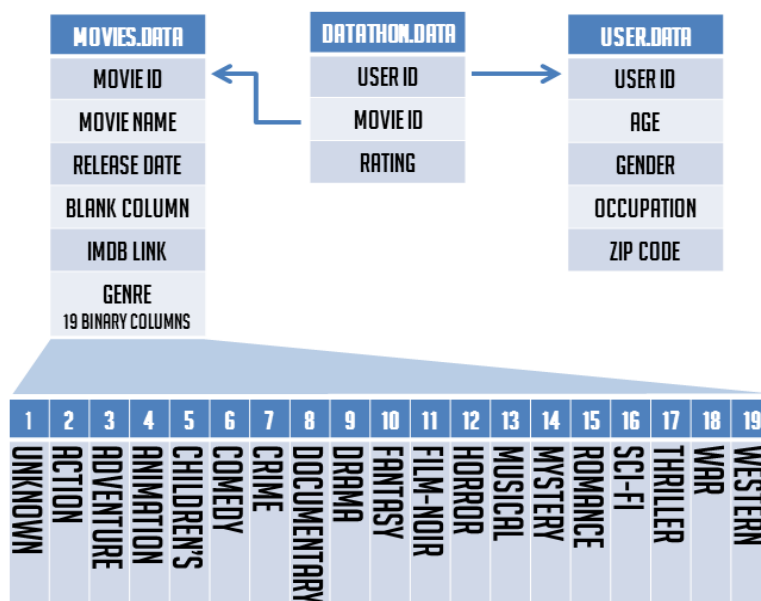 MOVIES.DATA
MOVIE ID
MOVIE NAME
RELEASE DATE
BLANK COLUMN
IMDB LINK
GENRE
19 BINARY COLUMNS
DATATHON.DATA
USER ID
MOVIE ID
RATING
USER.DATA
USER ID
AGE
GENDER
OCCUPATION
ZIP CODE
1 2 3 4 5 6 7 8 9 10 11 12 13 14 15 16 17 18 19
UNKNOWN
ACTION
ADVENTURE
ANIMATION
CHILDREN'S
COMEDY
CRIME
DOCUMENTARY
DRAMA
FANTASY
FILM-NOIR
HORROR
MUSICAL
MYSTERY
ROMANCE
SCI-FI
THRILLER
WAR
WESTERN